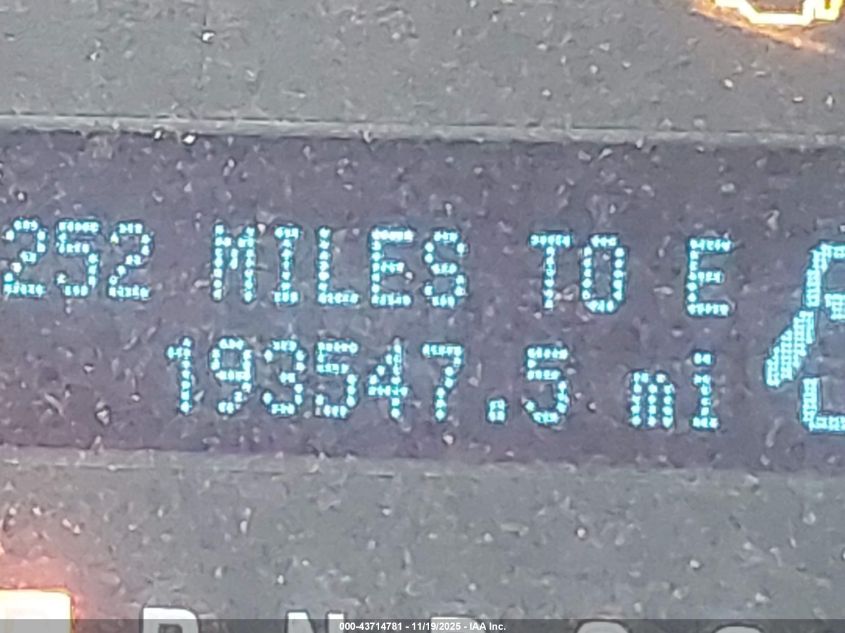 252 MILES TO E
193547.5 mi
000-43714781 - 11/19/2025 - IAA Inc.